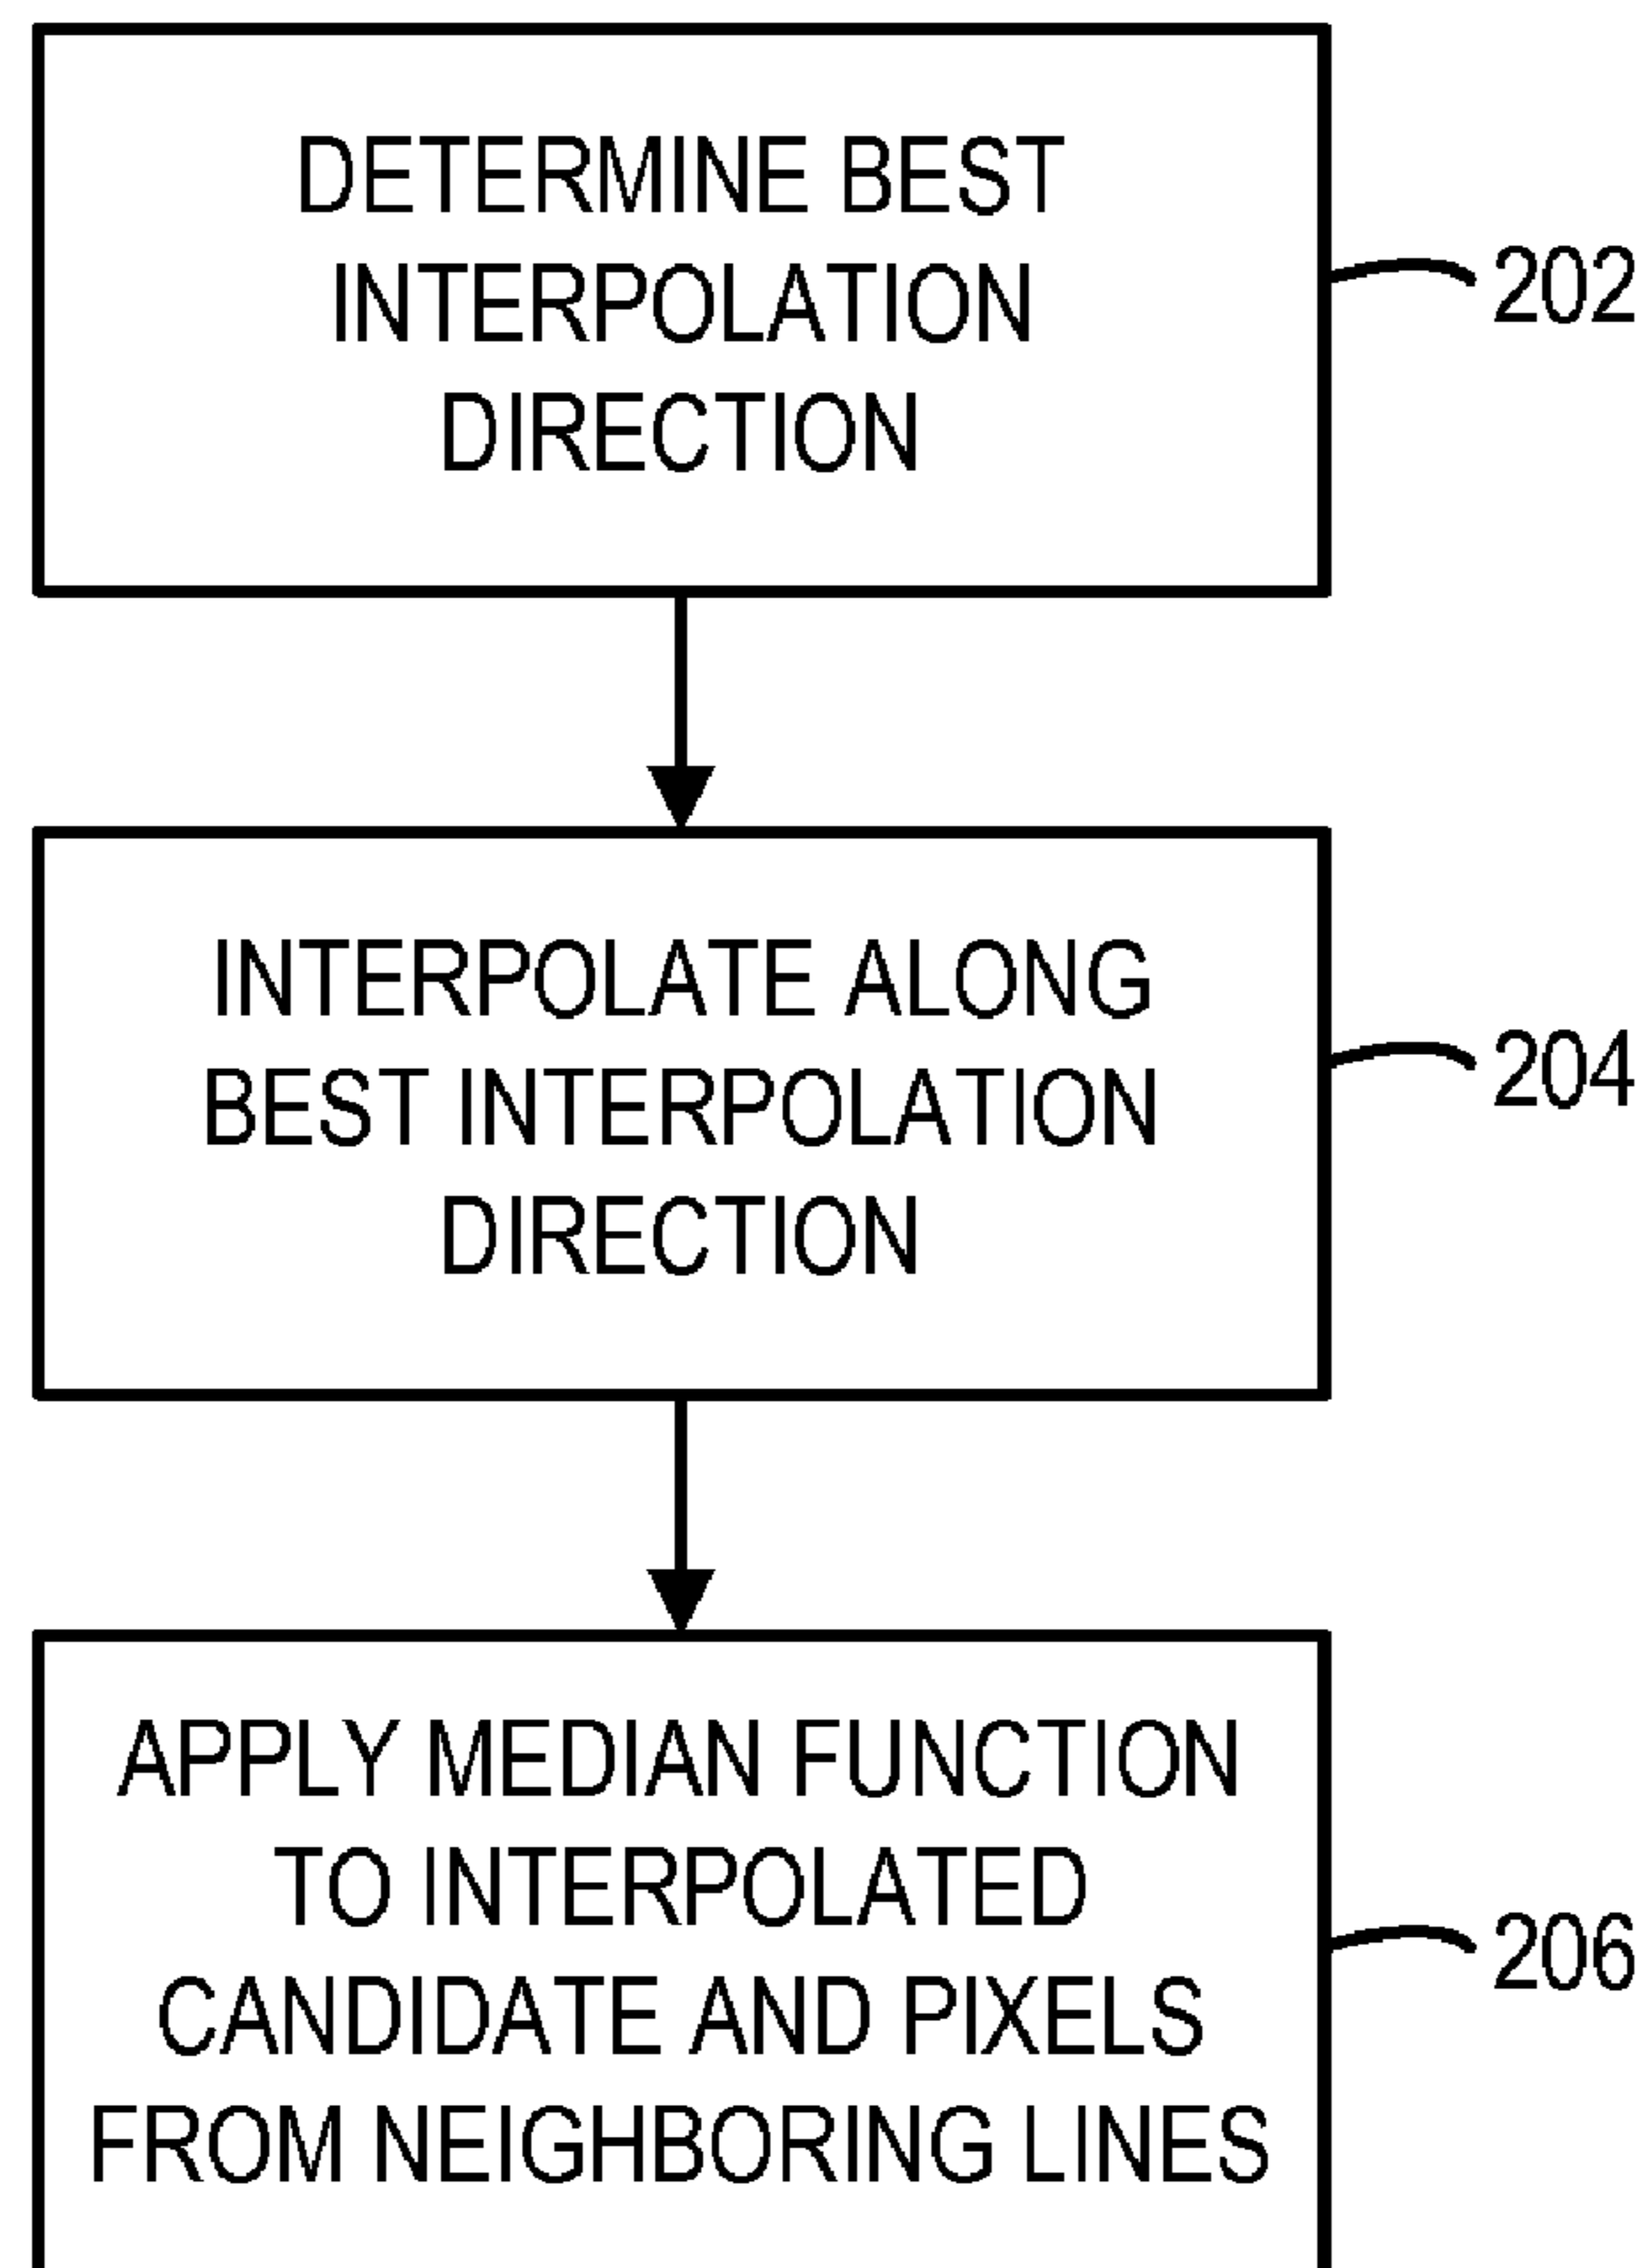 DETERMINE BEST
INTERPOLATION
DIRECTION
202
INTERPOLATE ALONG
BEST INTERPOLATION
DIRECTION
204
APPLY MEDIAN FUNCTION
TO INTERPOLATED
CANDIDATE AND PIXELS
FROM NEIGHBORING LINES
206